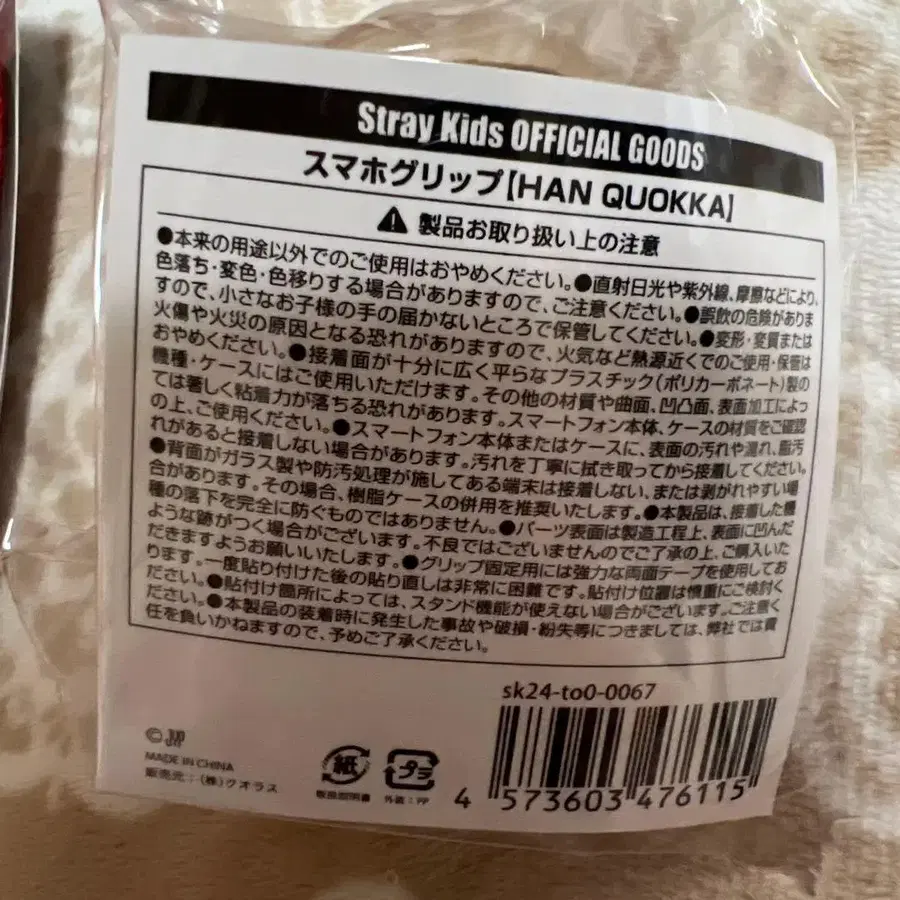 Stray Kids OFFICIAL GOODS
スマホグリップ【HAN QUOKKA】
製品お取り扱い上の注意
●本来の用途以外でのご使用はおやめください。●直射日光や紫外線、摩擦などにより、
色落ち・変色・色移りする場合がありますので、ご注意ください。●誤飲の危険がありま
すので、小さなお子様の手の届かないところで保管してください。●変形・変質または
火傷や火災の原因となる恐れがありますので、火気など熱源近くでのご使用・保管は
おやめください。●接着面が十分に広く平らなプラスチック(ポリカーボネート)製の
機種・ケースにはご使用いただけます。その他の材質や曲面、凹凸面、表面加工によっ
ては著しく粘着力が落ちる恐れがあります。スマートフォン本体、ケースの材質をご確認
の上、ご使用ください。●スマートフォン本体またはケースに、表面の汚れや濡れ、脂汚
れがあると接着しない場合があります。汚れを丁寧に拭き取ってから接着してください。
●背面がガラス製や防汚処理が施してある端末は接着しない、または剥がれやすい場
合があります。その場合、樹脂ケースの併用を推奨いたします。●本製品は、接着した機
種の落下を完全に防ぐものではありません。●パーツ表面は製造工程上、表面に凹んだ
ような跡がつく場合がございます。不良ではございませんのでご了承の上、ご購入いた
だきますようお願いいたします。●グリップ固定用には強力な両面テープを使用してお
ります。一度貼り付けた後の貼り直しは非常に困難です。貼付け位置は慎重にご検討く
ださい。●貼付け箇所によっては、スタンド機能が使えない場合がございます。ご注意く
ださい。●本製品の装着時に発生した事故や破損・紛失等につきましては、弊社では責
任を負いかねますので、予めご了承ください。
sk24-to0-0067
© JYP
MADE IN CHINA
販売元:(株)クオラス
紙
取扱説明書
プラ
外装:PP
4 573603 476115